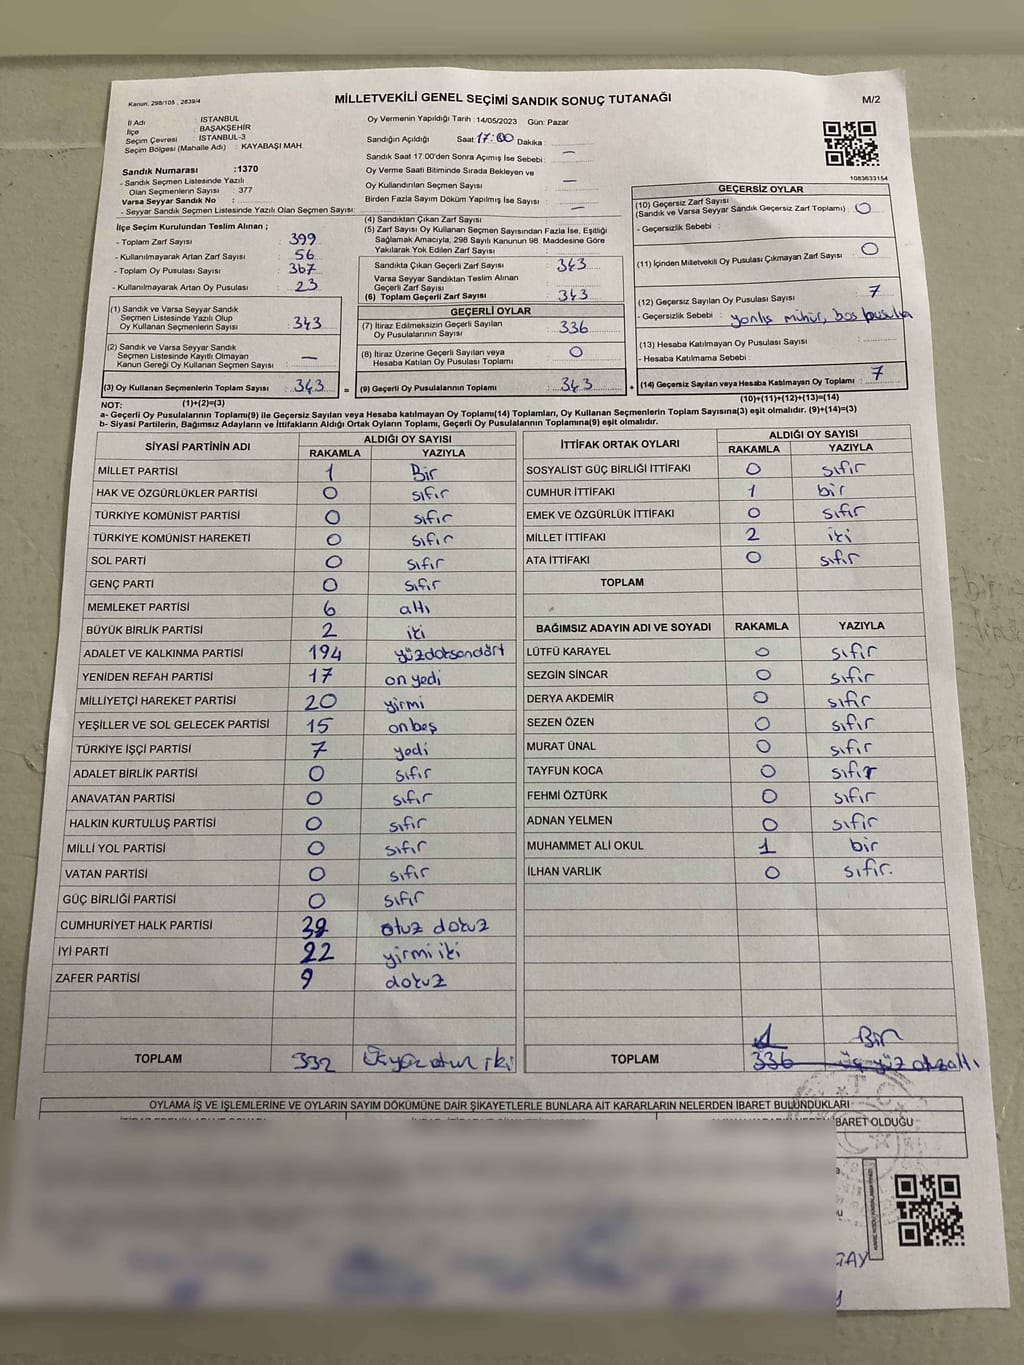 Kanun, 298/105 , 2839/4
MİLLETVEKİLİ GENEL SEÇİMİ SANDIK SONUÇ TUTANAĞI
M/2
İl Adı : ISTANBUL
İlçe : BAŞAKŞEHİR
Seçim Çevresi : ISTANBUL-3
Seçim Bölgesi (Mahalle Adı) : KAYABAŞI MAH.
Sandık Numarası :1370
- Sandık Seçmen Listesinde Yazılı
Olan Seçmenlerin Sayısı : 377
Varsa Seyyar Sandık No :
- Seyyar Sandık Seçmen Listesinde Yazılı Olan Seçmen Sayısı:
Oy Vermenin Yapıldığı Tarih : 14/05/2023 Gün: Pazar
Sandığın Açıldığı Saat 17:00 Dakika :
Sandık Saat 17:00'den Sonra Açımış İse Sebebi : —
Oy Verme Saati Bitiminde Sırada Bekleyen ve
Oy Kullandırılan Seçmen Sayısı —
Birden Fazla Sayım Döküm Yapılmış İse Sayısı : —
1083633154
İlçe Seçim Kurulundan Teslim Alınan ;
- Toplam Zarf Sayısı : 399
- Kullanılmayarak Artan Zarf Sayısı : 56
- Toplam Oy Pusulası Sayısı : 367
- Kullanılmayarak Artan Oy Pusulası : 23
(1) Sandık ve Varsa Seyyar Sandık
Seçmen Listesinde Yazılı Olup
Oy Kullanan Seçmenlerin Sayısı : 343
(2) Sandık ve Varsa Seyyar Sandık
Seçmen Listesinde Kayıtlı Olmayan
Kanun Gereği Oy Kullanan Seçmen Sayısı : —
(3) Oy Kullanan Seçmenlerin Toplam Sayısı : 343 =
(1)+(2)=(3)
(4) Sandıktan Çıkan Zarf Sayısı :
(5) Zarf Sayısı Oy Kullanan Seçmen Sayısından Fazla İse, Eşitliği
Sağlamak Amacıyla, 298 Sayılı Kanunun 98. Maddesine Göre
Yakılarak Yok Edilen Zarf Sayısı :
Sandıkta Çıkan Geçerli Zarf Sayısı : 343
Varsa Seyyar Sandıktan Teslim Alınan
Geçerli Zarf Sayısı :
(6) Toplam Geçerli Zarf Sayısı : 343
GEÇERLİ OYLAR
(7) İtiraz Edilmeksizin Geçerli Sayılan
Oy Pusulalarının Sayısı : 336
(8) İtiraz Üzerine Geçerli Sayılan veya
Hesaba Katılan Oy Pusulası Toplamı : 0
(9) Geçerli Oy Pusulalarının Toplamı : 343 +
GEÇERSİZ OYLAR
(10) Geçersiz Zarf Sayısı
(Sandık ve Varsa Seyyar Sandık Geçersiz Zarf Toplamı) : 0
- Geçersizlik Sebebi :
(11) İçinden Milletvekili Oy Pusulası Çıkmayan Zarf Sayısı : 0
(12) Geçersiz Sayılan Oy Pusulası Sayısı : 7
- Geçersizlik Sebebi : yanlış mühür, boş pusula
(13) Hesaba Katılmayan Oy Pusulası Sayısı :
- Hesaba Katılmama Sebebi :
(14) Geçersiz Sayılan veya Hesaba Katılmayan Oy Toplamı : 7
(10)+(11)+(12)+(13)=(14)
NOT:
a- Geçerli Oy Pusulalarının Toplamı(9) ile Geçersiz Sayılan veya Hesaba katılmayan Oy Toplamı(14) Toplamları, Oy Kullanan Seçmenlerin Toplam Sayısına(3) eşit olmalıdır. (9)+(14)=(3)
b- Siyasi Partilerin, Bağımsız Adayların ve İttifakların Aldığı Oyların Toplamı, Geçerli Oy Pusulalarının Toplamına(9) eşit olmalıdır.
SİYASİ PARTİNİN ADI ALDIĞI OY SAYISI
RAKAMLA YAZIYLA
MİLLET PARTİSİ 1 Bir
HAK VE ÖZGÜRLÜKLER PARTİSİ 0 sıfır
TÜRKİYE KOMÜNİST PARTİSİ 0 sıfır
TÜRKİYE KOMÜNİST HAREKETİ 0 sıfır
SOL PARTİ 0 sıfır
GENÇ PARTİ 0 sıfır
MEMLEKET PARTİSİ 6 altı
BÜYÜK BİRLİK PARTİSİ 2 iki
ADALET VE KALKINMA PARTİSİ 194 yüzdoksandört
YENİDEN REFAH PARTİSİ 17 on yedi
MİLLİYETÇİ HAREKET PARTİSİ 20 yirmi
YEŞİLLER VE SOL GELECEK PARTİSİ 15 onbeş
TÜRKİYE İŞÇİ PARTİSİ 7 yedi
ADALET BİRLİK PARTİSİ 0 sıfır
ANAVATAN PARTİSİ 0 sıfır
HALKIN KURTULUŞ PARTİSİ 0 sıfır
MİLLİ YOL PARTİSİ 0 sıfır
VATAN PARTİSİ 0 sıfır
GÜÇ BİRLİĞİ PARTİSİ 0 sıfır
CUMHURİYET HALK PARTİSİ 39 otuz dokuz
İYİ PARTİ 22 yirmi iki
ZAFER PARTİSİ 9 dokuz
TOPLAM 332 Üçyüz otuz iki
İTTİFAK ORTAK OYLARI ALDIĞI OY SAYISI
RAKAMLA YAZIYLA
SOSYALİST GÜÇ BİRLİĞİ İTTİFAKI 0 sıfır
CUMHUR İTTİFAKI 1 bir
EMEK VE ÖZGÜRLÜK İTTİFAKI 0 sıfır
MİLLET İTTİFAKI 2 iki
ATA İTTİFAKI 0 sıfır
TOPLAM
BAĞIMSIZ ADAYIN ADI VE SOYADI RAKAMLA YAZIYLA
LÜTFÜ KARAYEL 0 sıfır
SEZGİN SİNCAR 0 sıfır
DERYA AKDEMİR 0 sıfır
SEZEN ÖZEN 0 sıfır
MURAT ÜNAL 0 sıfır
TAYFUN KOCA 0 sıfır
FEHMİ ÖZTÜRK 0 sıfır
ADNAN YELMEN 0 sıfır
MUHAMMET ALİ OKUL 1 bir
İLHAN VARLIK 0 sıfır.
1 Bir
TOPLAM 336 üç yüz otuzaltı
OYLAMA İŞ VE İŞLEMLERİNE VE OYLARIN SAYIM DÖKÜMÜNE DAİR ŞİKAYETLERLE BUNLARA AİT KARARLARIN NELERDEN İBARET BULUNDUKLARI
BARET OLDUĞU